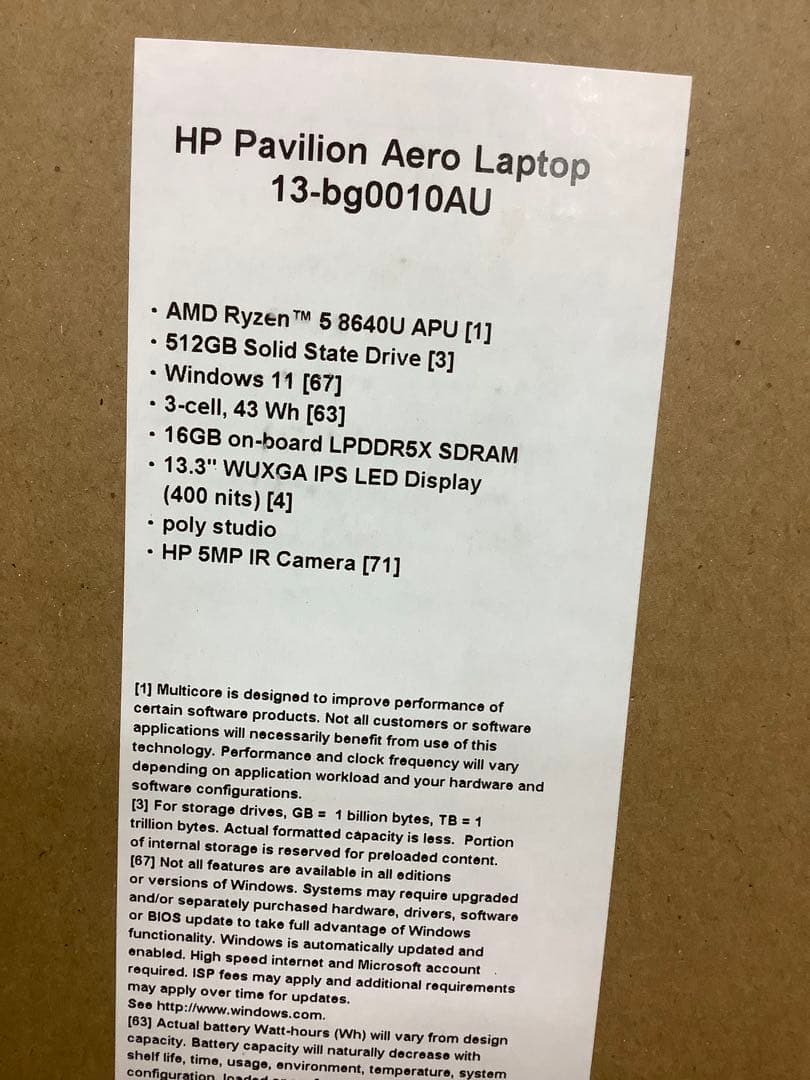 HP Pavilion Aero Laptop
13-bg0010AU
· AMD Ryzen™ 5 8640U APU [1]
· 512GB Solid State Drive [3]
· Windows 11 [67]
· 3-cell, 43 Wh [63]
· 16GB on-board LPDDR5X SDRAM
· 13.3" WUXGA IPS LED Display
(400 nits) [4]
· poly studio
· HP 5MP IR Camera [71]
[1] Multicore is designed to improve performance of
certain software products. Not all customers or software
applications will necessarily benefit from use of this
technology. Performance and clock frequency will vary
depending on application workload and your hardware and
software configurations.
[3] For storage drives, GB = 1 billion bytes, TB = 1
trillion bytes. Actual formatted capacity is less. Portion
of internal storage is reserved for preloaded content.
[67] Not all features are available in all editions
or versions of Windows. Systems may require upgraded
and/or separately purchased hardware, drivers, software
or BIOS update to take full advantage of Windows
functionality. Windows is automatically updated and
enabled. High speed internet and Microsoft account
required. ISP fees may apply and additional requirements
may apply over time for updates.
See http://www.windows.com.
[63] Actual battery Watt-hours (Wh) will vary from design
capacity. Battery capacity will naturally decrease with
shelf life, time, usage, environment, temperature, system
configuration,